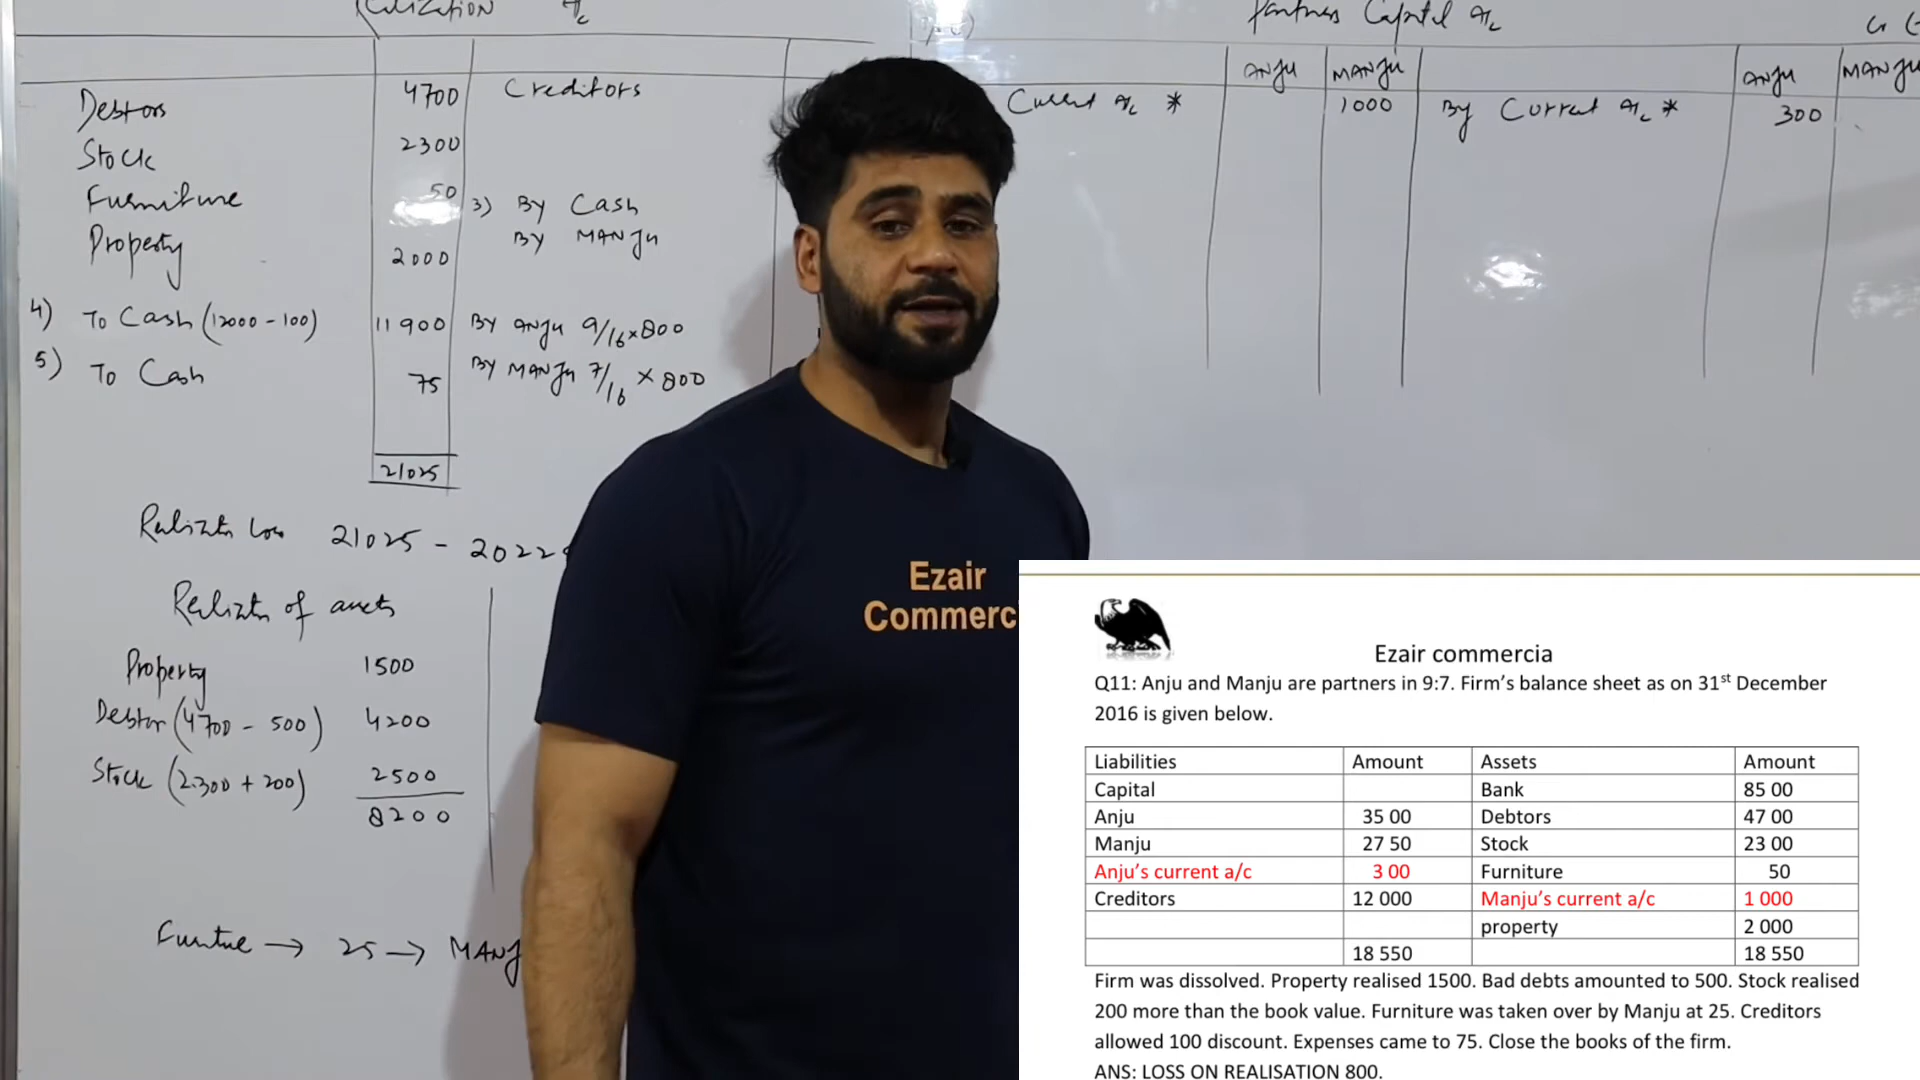 Realization A/c
Debtors 4700 Creditors
Stock 2300
Furniture 50 3) By Cash
By MANJU
Property 2000
4) To Cash (12000 - 100) 11900 By ANJU 9/16 × 800
5) To Cash 75 By MANJU 7/16 × 800
21025
21025 - 2022
of assets
Property 1500
Debtor (4700 - 500) 4200
Stock (2300 + 200) 2500
8200
→ 25 → MANJ
Partners Capital A/c
ANJU MANJU ANJU MANJU
Current A/c * 1000 By Current A/c * 300
Ezair
Commerc
Ezair commercia
Q11: Anju and Manju are partners in 9:7. Firm’s balance sheet as on 31st December
2016 is given below.
Liabilities Amount Assets Amount
Capital Bank 85 00
Anju 35 00 Debtors 47 00
Manju 27 50 Stock 23 00
Anju’s current a/c 3 00 Furniture 50
Creditors 12 000 Manju’s current a/c 1 000
property 2 000
18 550 18 550
Firm was dissolved. Property realised 1500. Bad debts amounted to 500. Stock realised
200 more than the book value. Furniture was taken over by Manju at 25. Creditors
allowed 100 discount. Expenses came to 75. Close the books of the firm.
ANS: LOSS ON REALISATION 800.